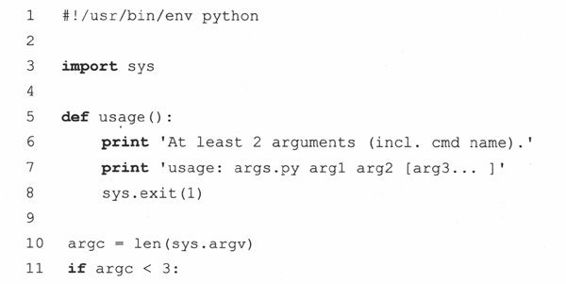 1 #!/usr/bin/env python
2
3 import sys
4
5 def usage():
6 print 'At least 2 arguments (incl. cmd name).'
7 print 'usage: args.py arg1 arg2 [arg3... ]'
8 sys.exit(1)
9
10 argc = len(sys.argv)
11 if argc < 3: